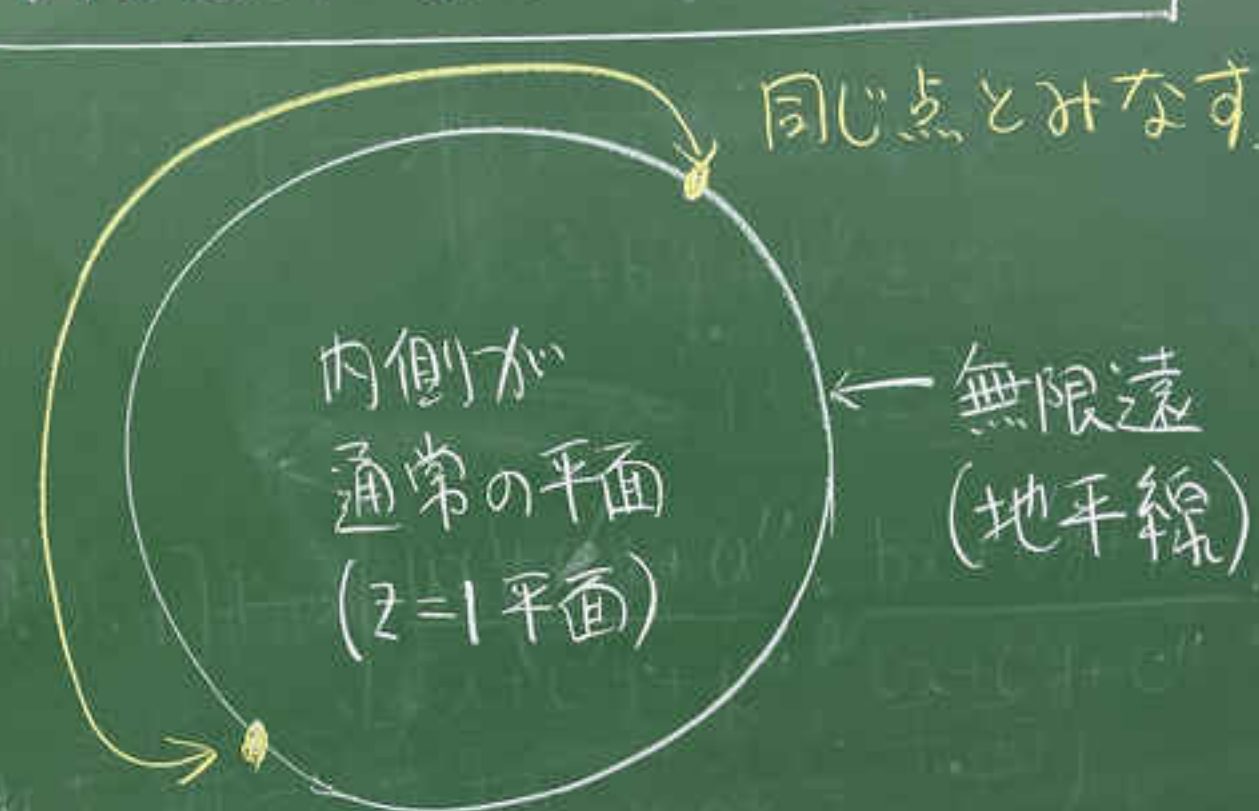 同じ点とみなす
内側が
通常の平面
(z=1平面)
← 無限遠
(地平線)